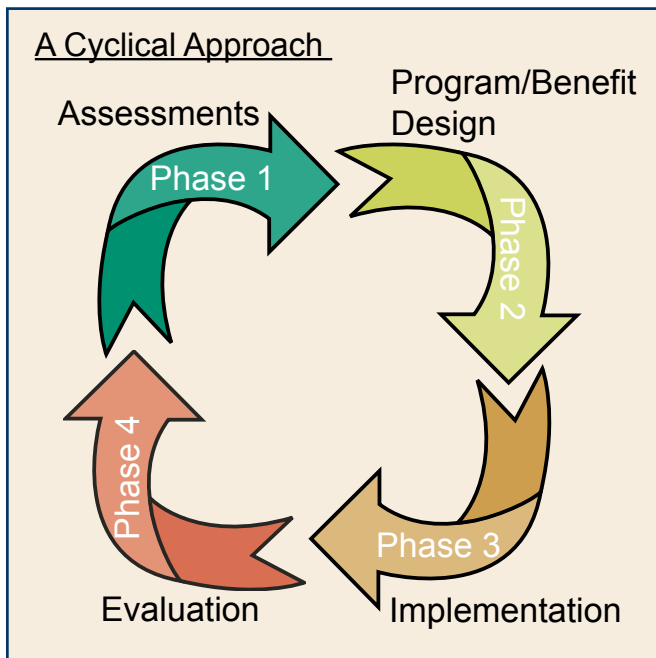 A Cyclical Approach
Assessments
Phase 1
Program/Benefit
Design
Phase 2
Phase 3
Implementation
Phase 4
Evaluation